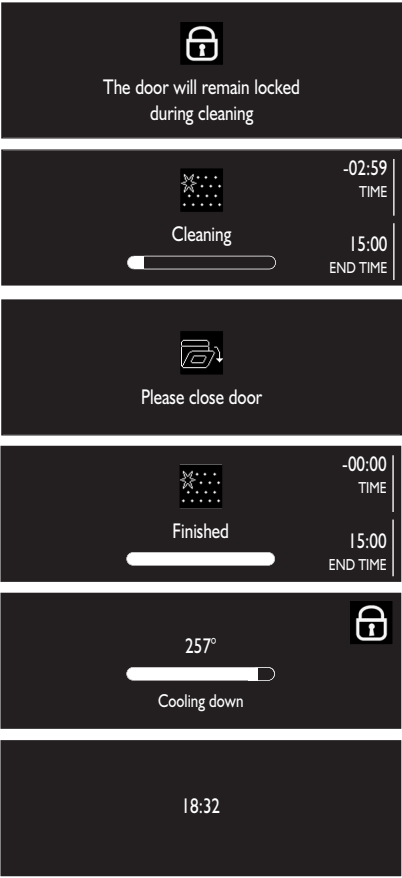 The door will remain locked
during cleaning
-02:59
TIME
Cleaning
15:00
END TIME
Please close door
-00:00
TIME
Finished
15:00
END TIME
257°
Cooling down
18:32